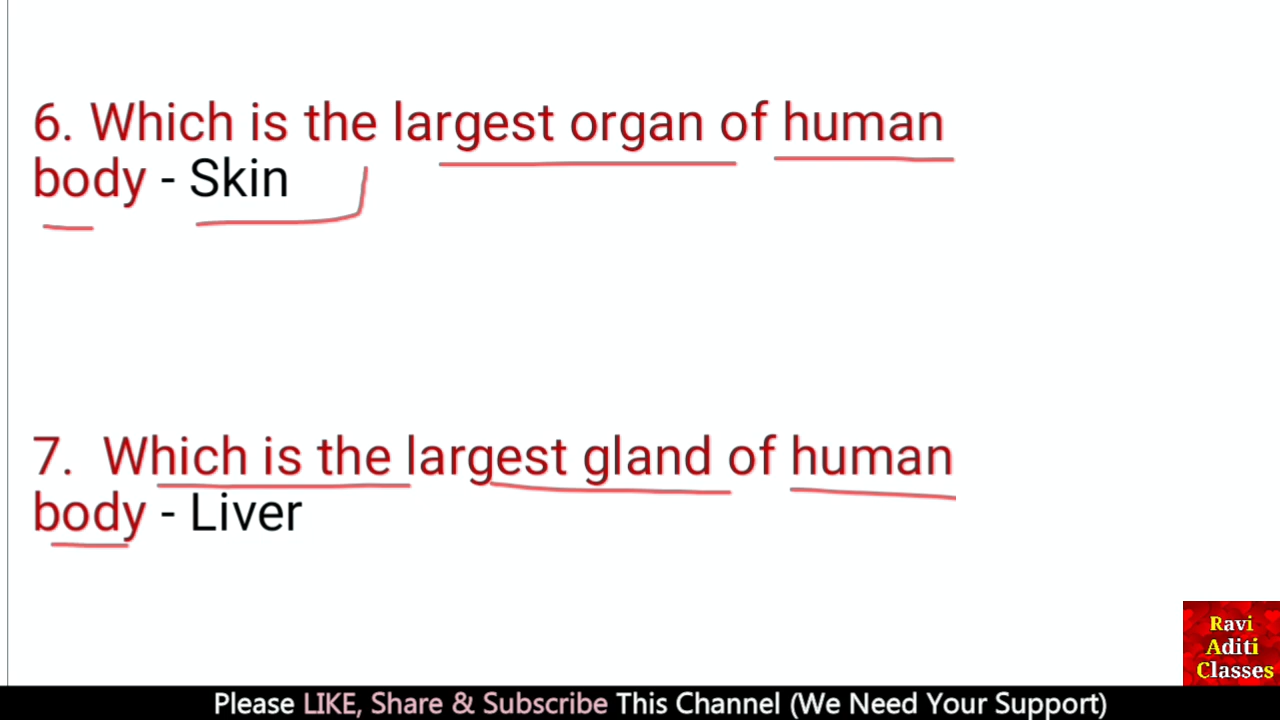 6. Which is the largest organ of human
body - Skin
7. Which is the largest gland of human
body - Liver
Ravi
Aditi
Classes
Please LIKE, Share & Subscribe This Channel (We Need Your Support)